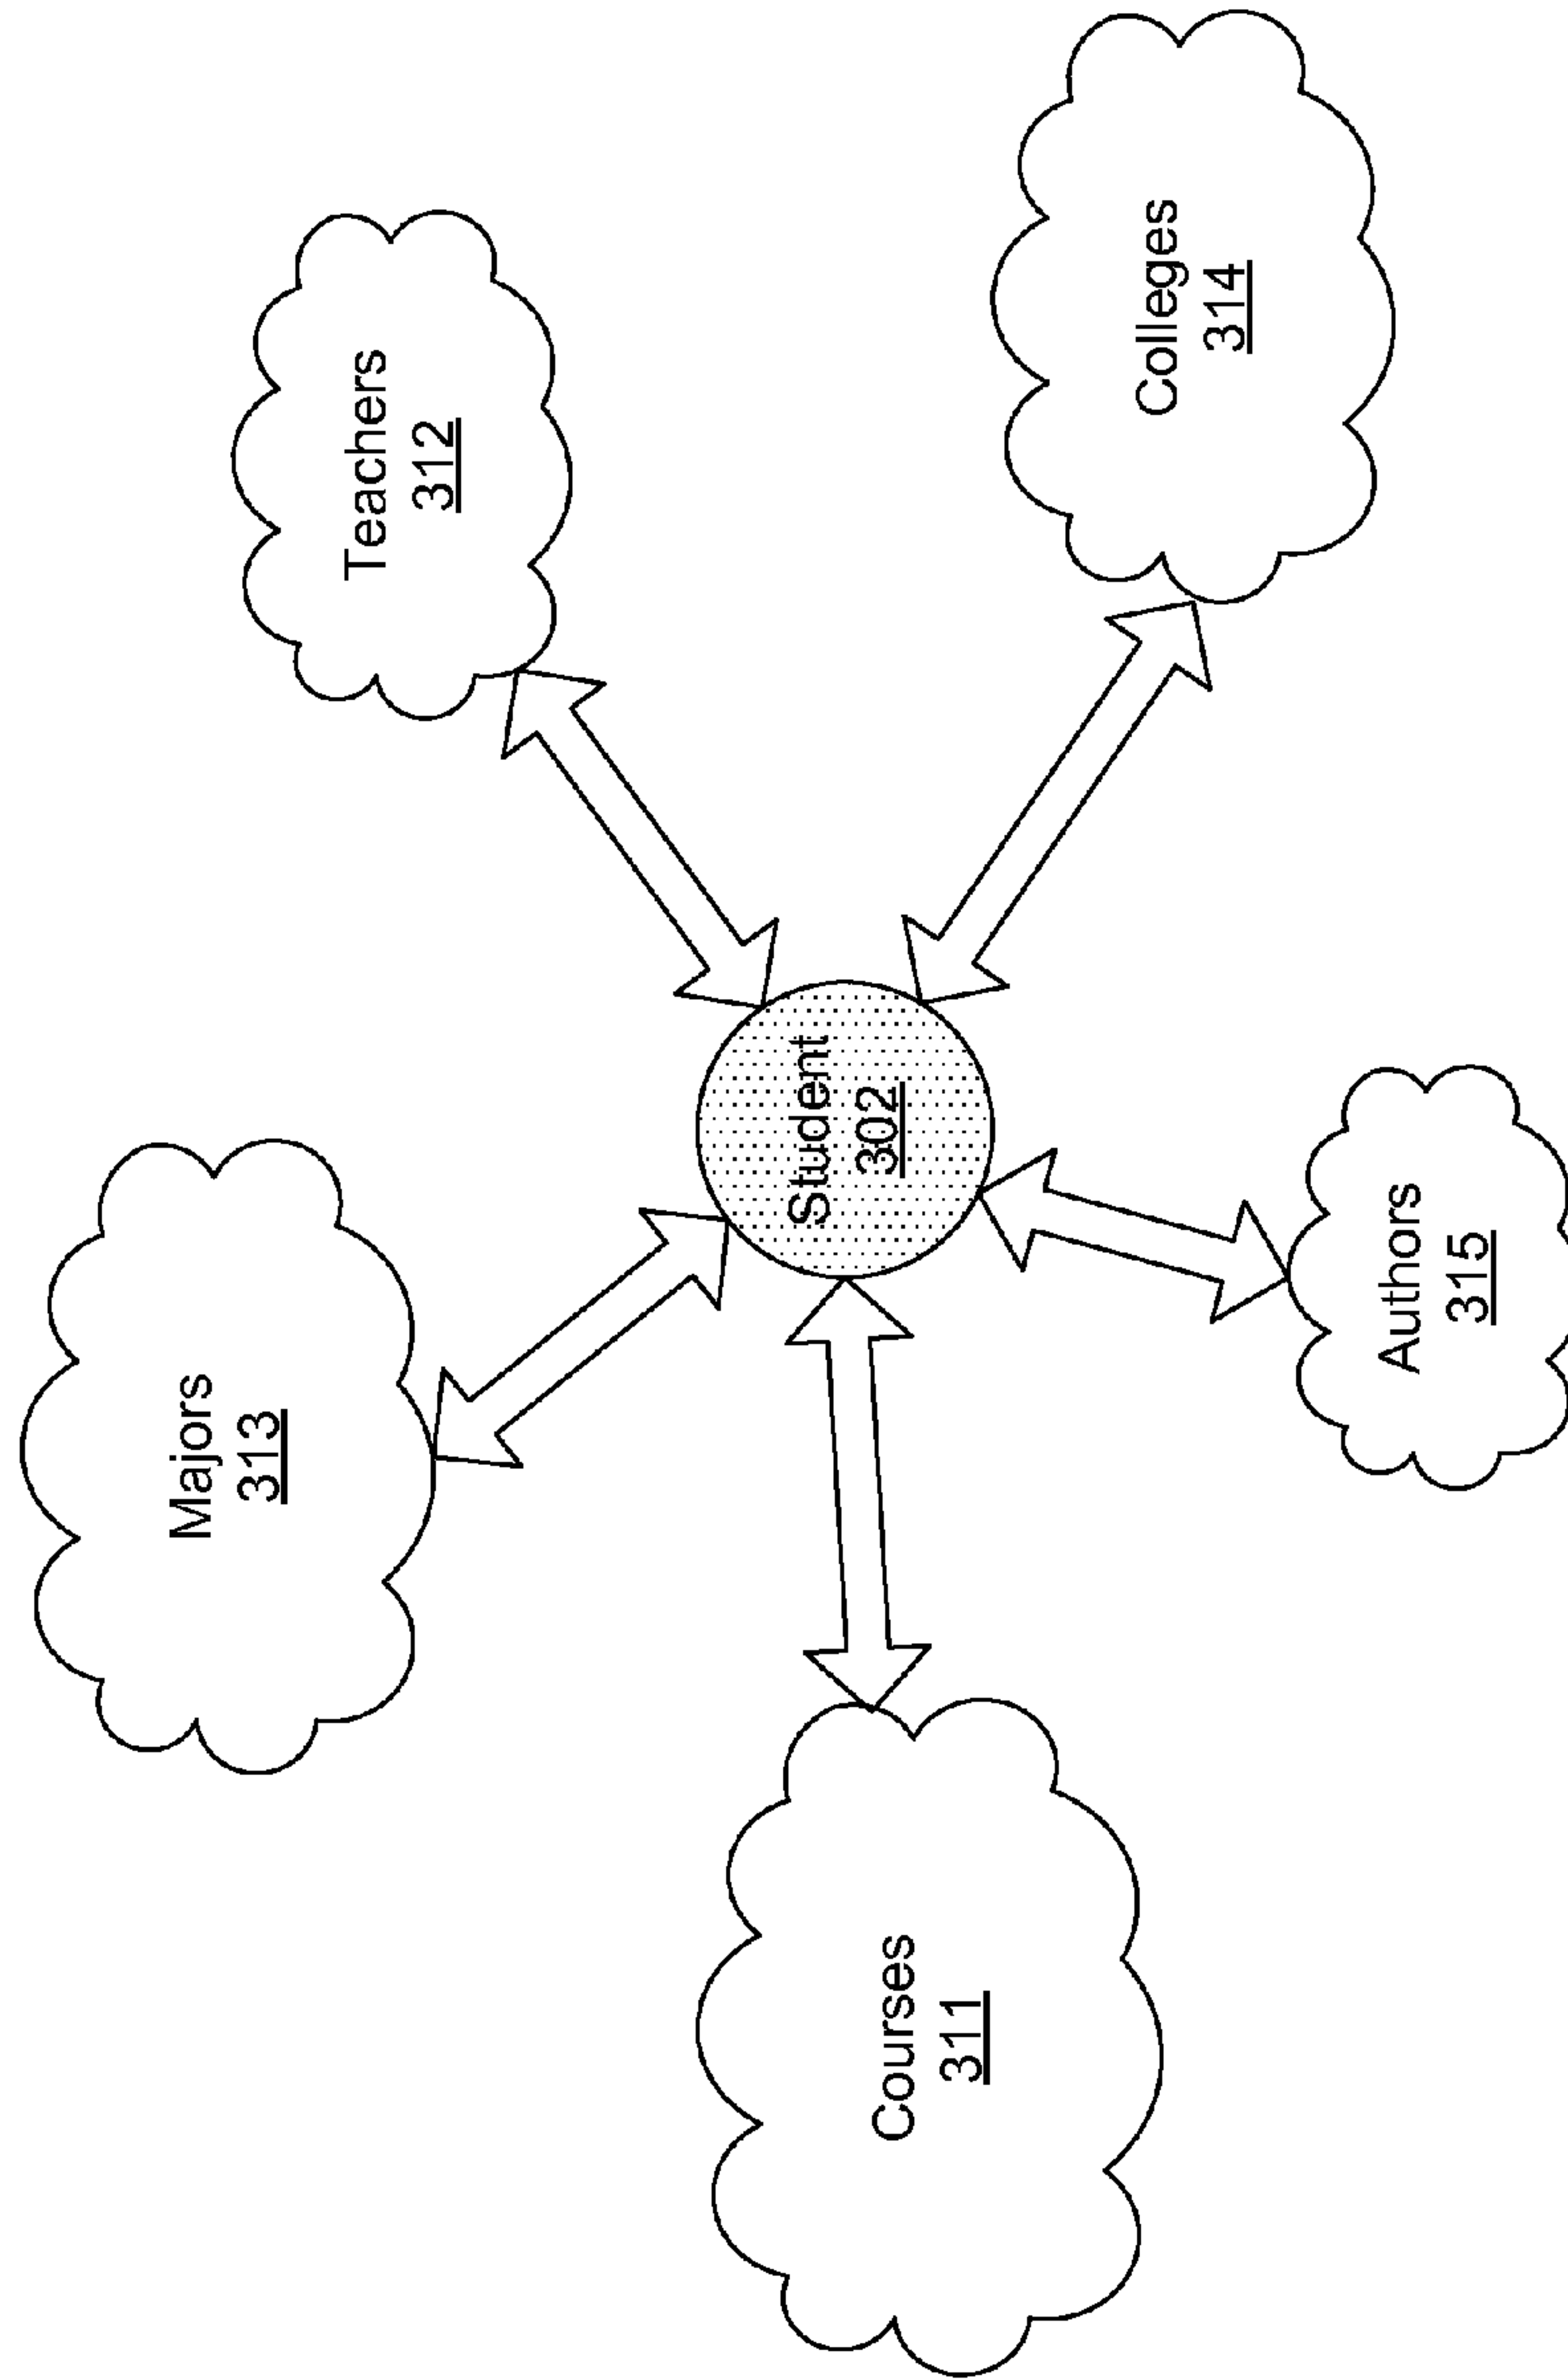 Majors
313
Teachers
312
Student
302
Courses
311
Colleges
314
Authors
315